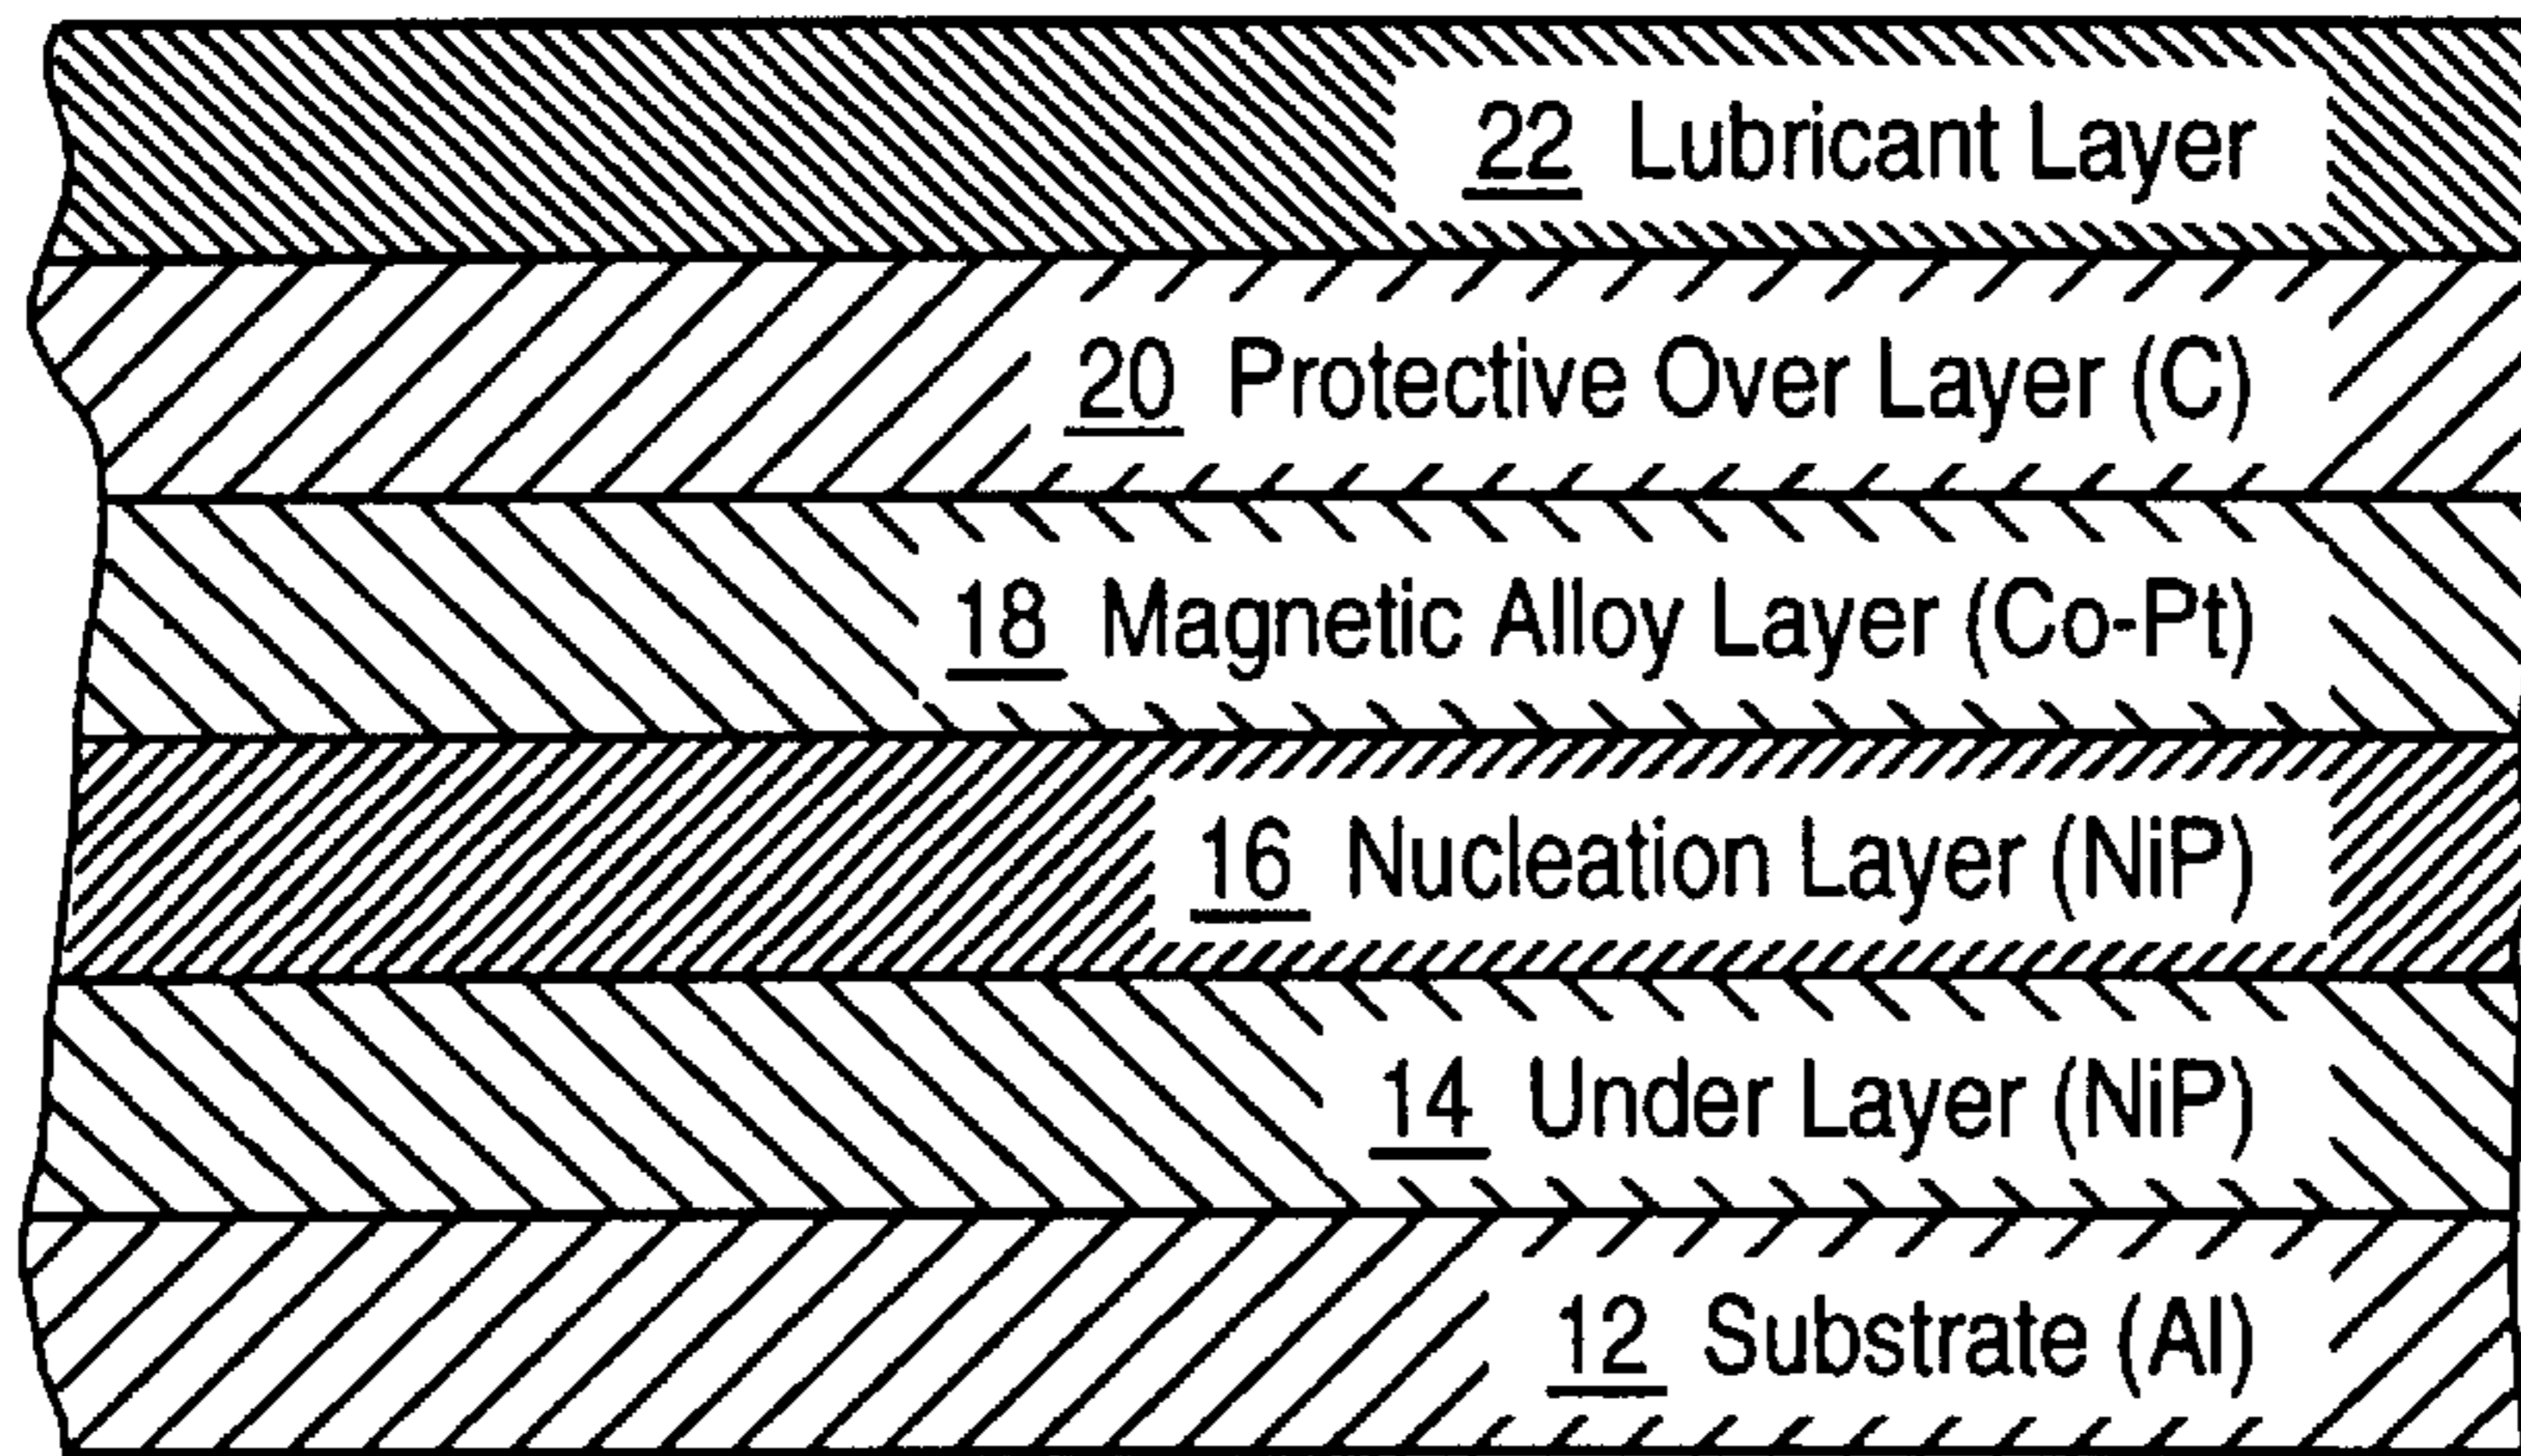 22 Lubricant Layer
20 Protective Over Layer (C)
18 Magnetic Alloy Layer (Co-Pt)
16 Nucleation Layer (NiP)
14 Under Layer (NiP)
12 Substrate (Al)